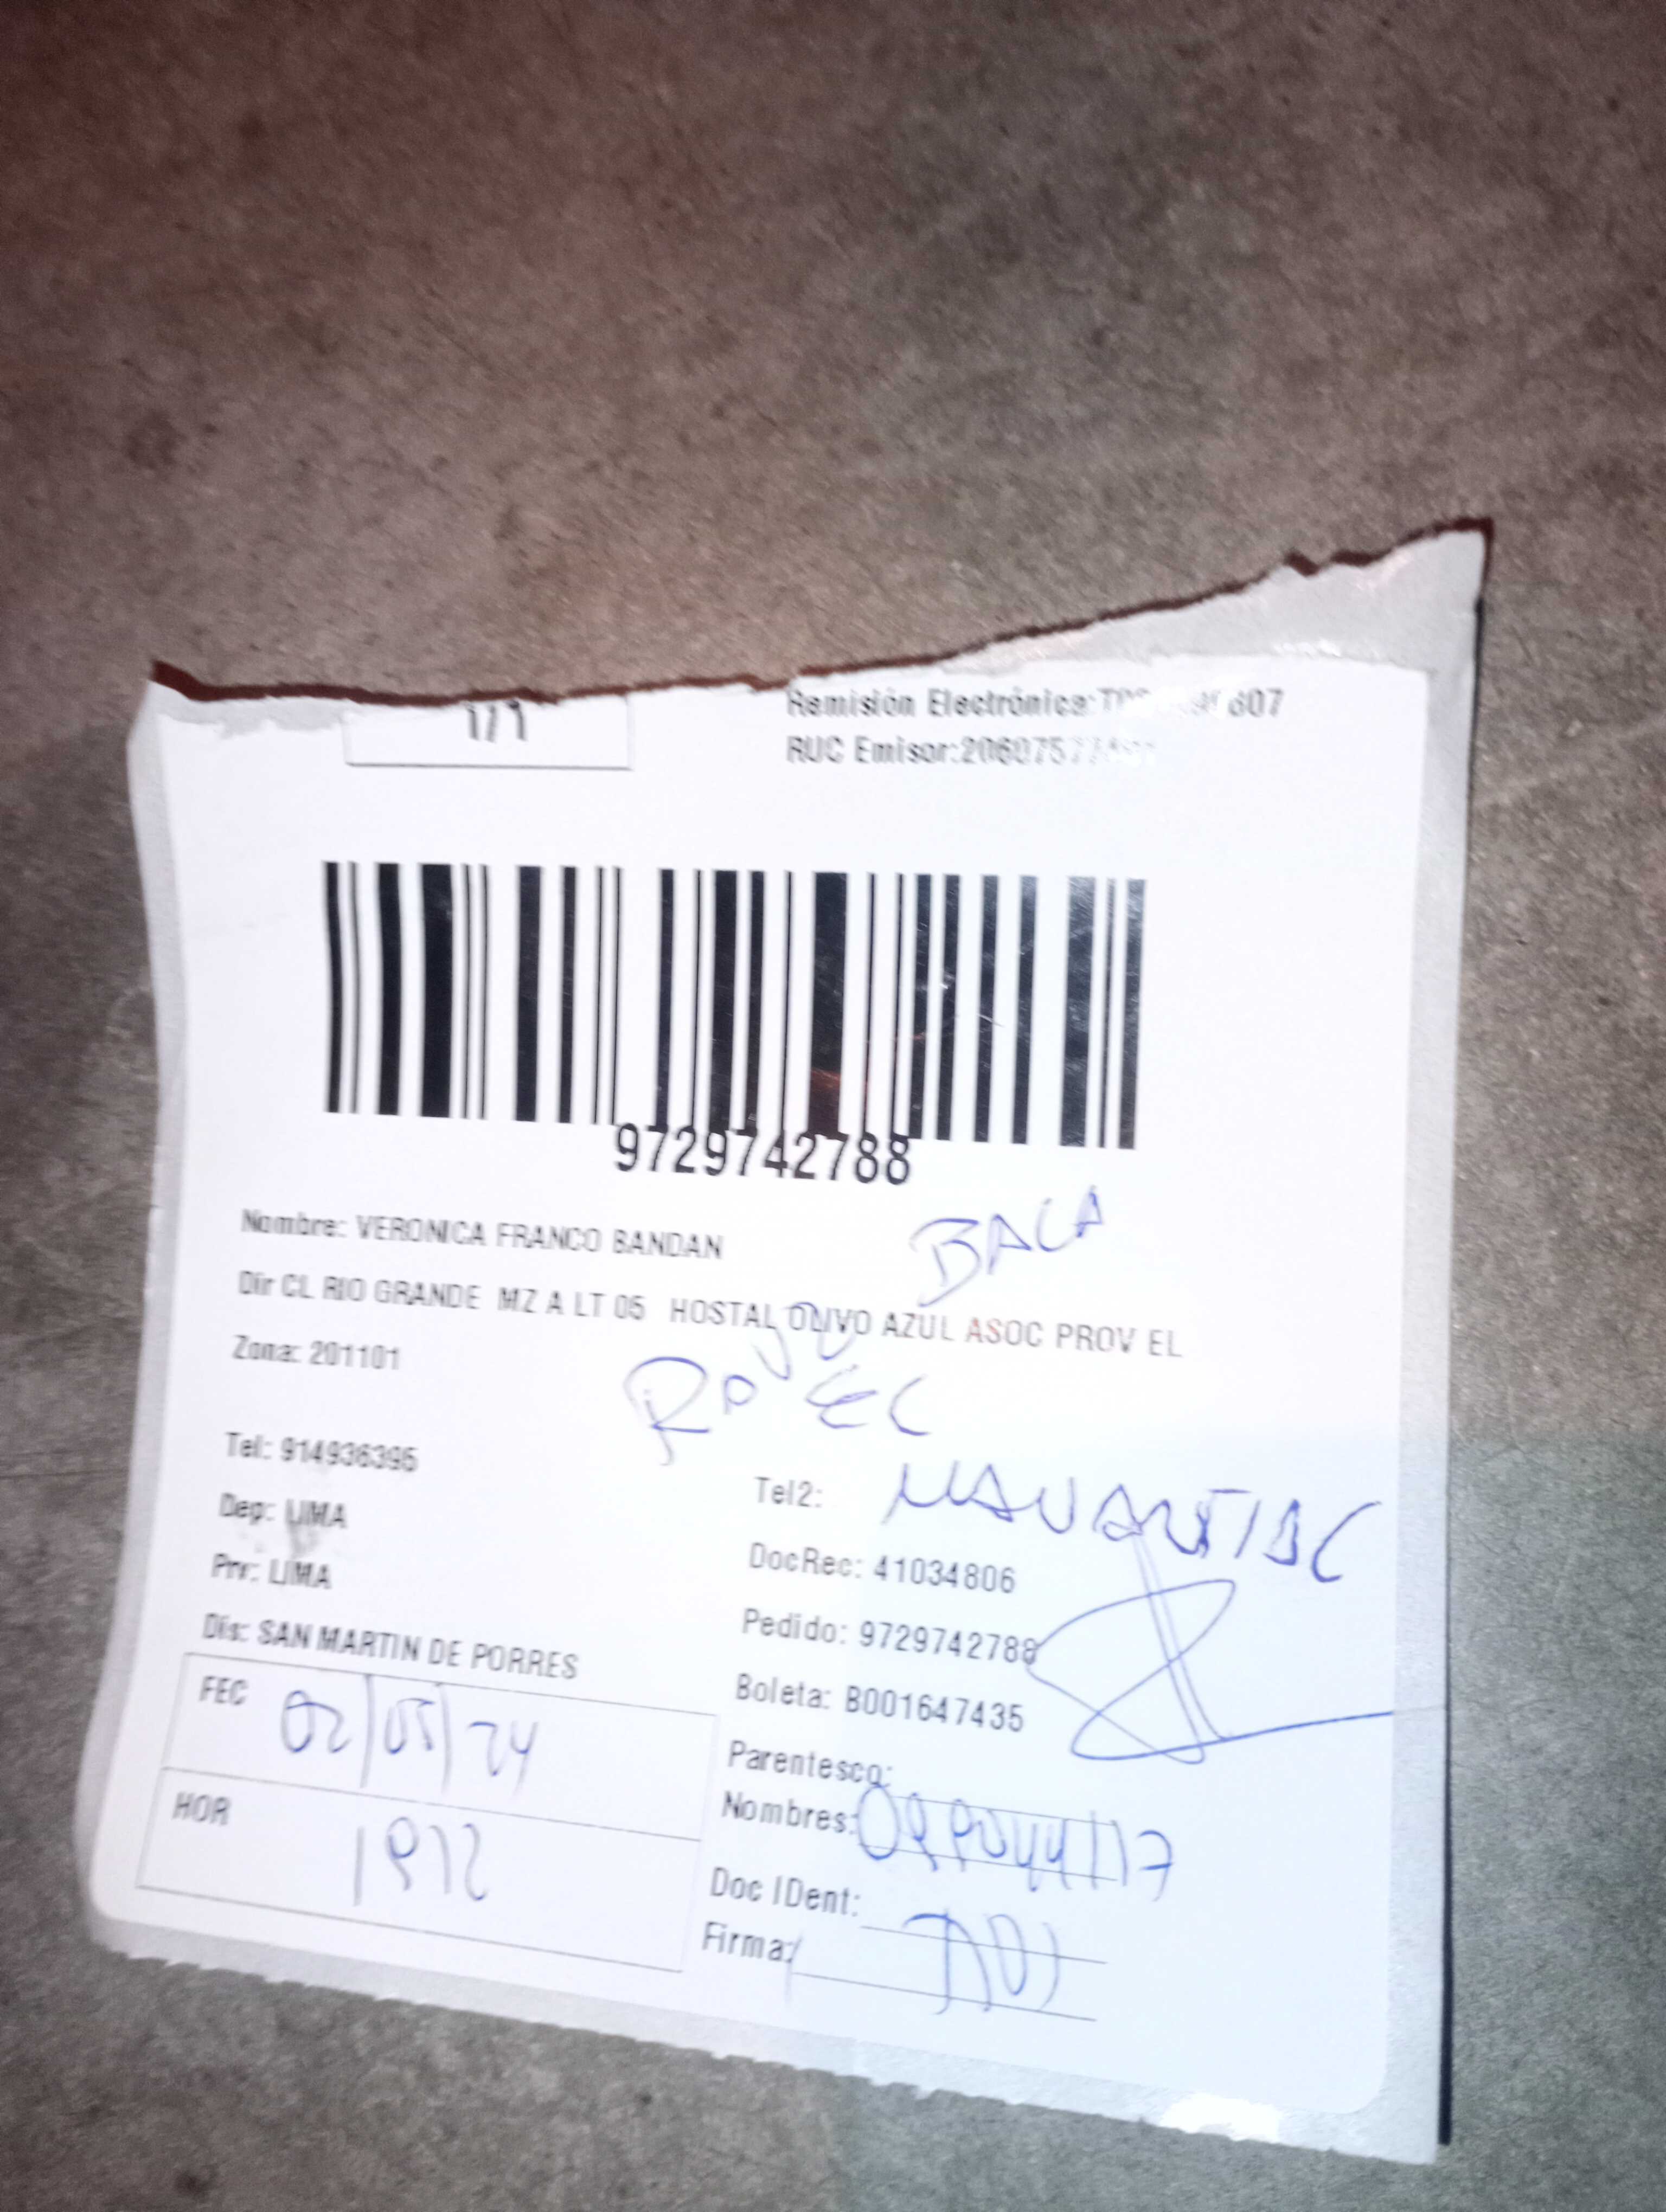 1/1
Remisión Electrónica:
RUC Emisor:
9729742788
BACA
Nombre: VERONICA FRANCO BANDAN
Dir CL RIO GRANDE MZ A LT 05 HOSTAL OLIVO AZUL ASOC PROV EL
Zona: 201101
Tel: 914936395
Tel2:
Dep: LIMA
DocRec: 41034806
Prv: LIMA
Pedido: 9729742788
Dis: SAN MARTIN DE PORRES
Boleta: B001647435
FEC 02/05/24
Parentesco:
Nombres:
HOR
Doc IDent:
Firma: